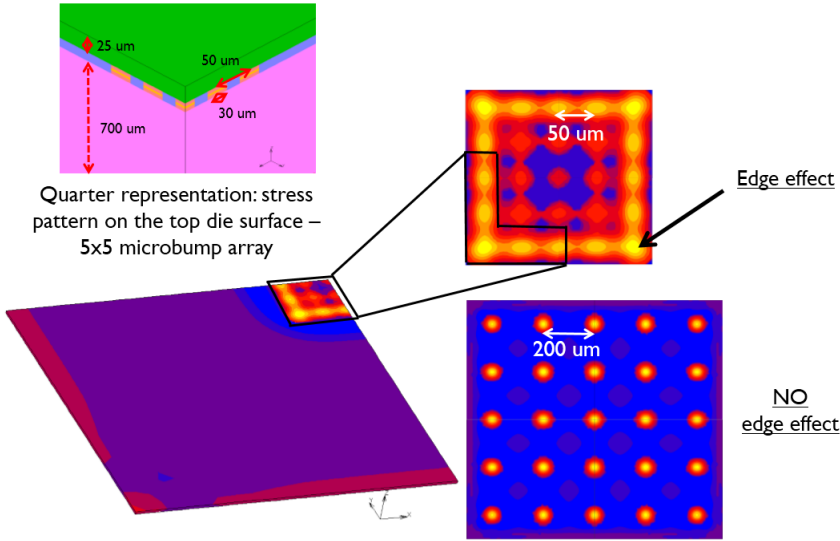 25 um
50 um
30 um
700 um
Quarter representation: stress
pattern on the top die surface –
5x5 microbump array
50 um
Edge effect
200 um
NO
edge effect